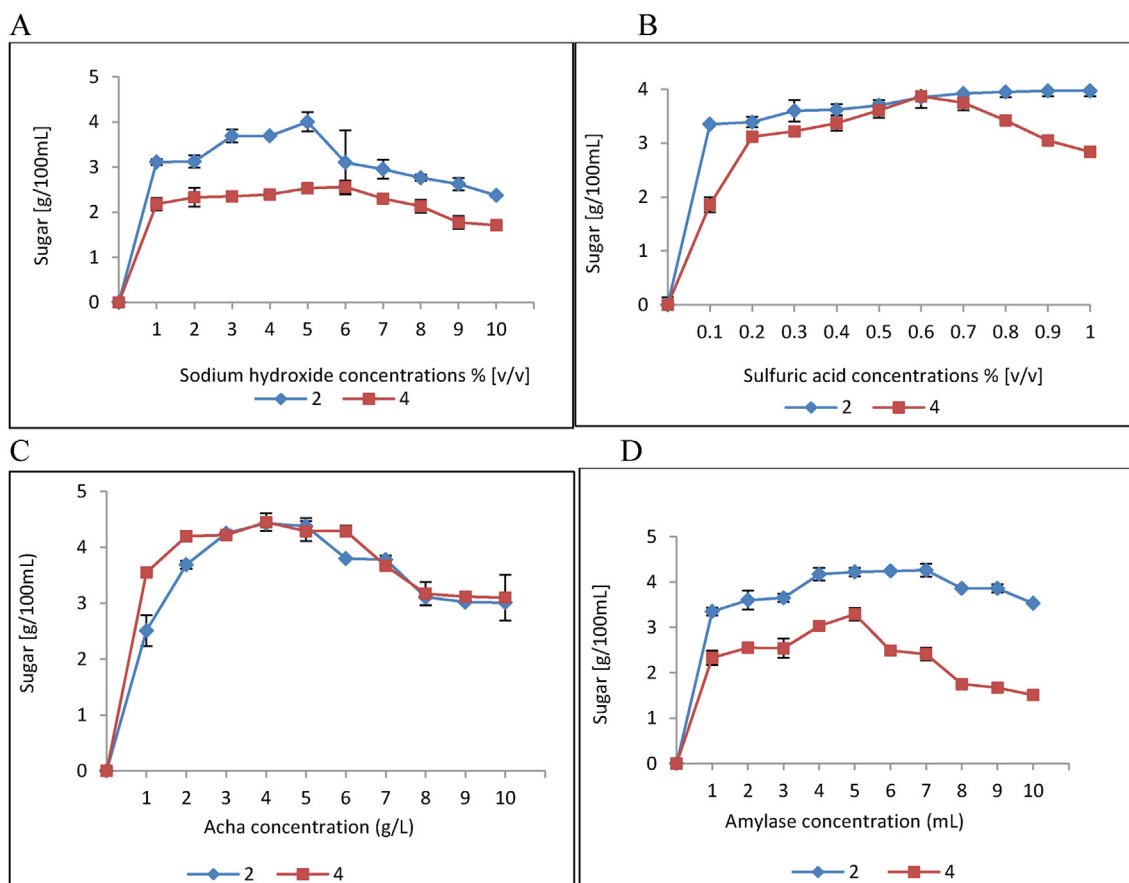 A
5
4
3
2
1
0
Sugar [g/100mL]
1 2 3 4 5 6 7 8 9 10
Sodium hydroxide concentrations % [v/v]
2 4
B
4
3
2
1
0
Sugar [g/100mL]
0.1 0.2 0.3 0.4 0.5 0.6 0.7 0.8 0.9 1
Sulfuric acid concentrations % [v/v]
2 4
C
5
4
3
2
1
0
Sugar [g/100mL)
1 2 3 4 5 6 7 8 9 10
Acha concentration (g/L)
2 4
D
5
4
3
2
1
0
Sugar [g/100mL]
1 2 3 4 5 6 7 8 9 10
Amylase concentration (mL)
2 4